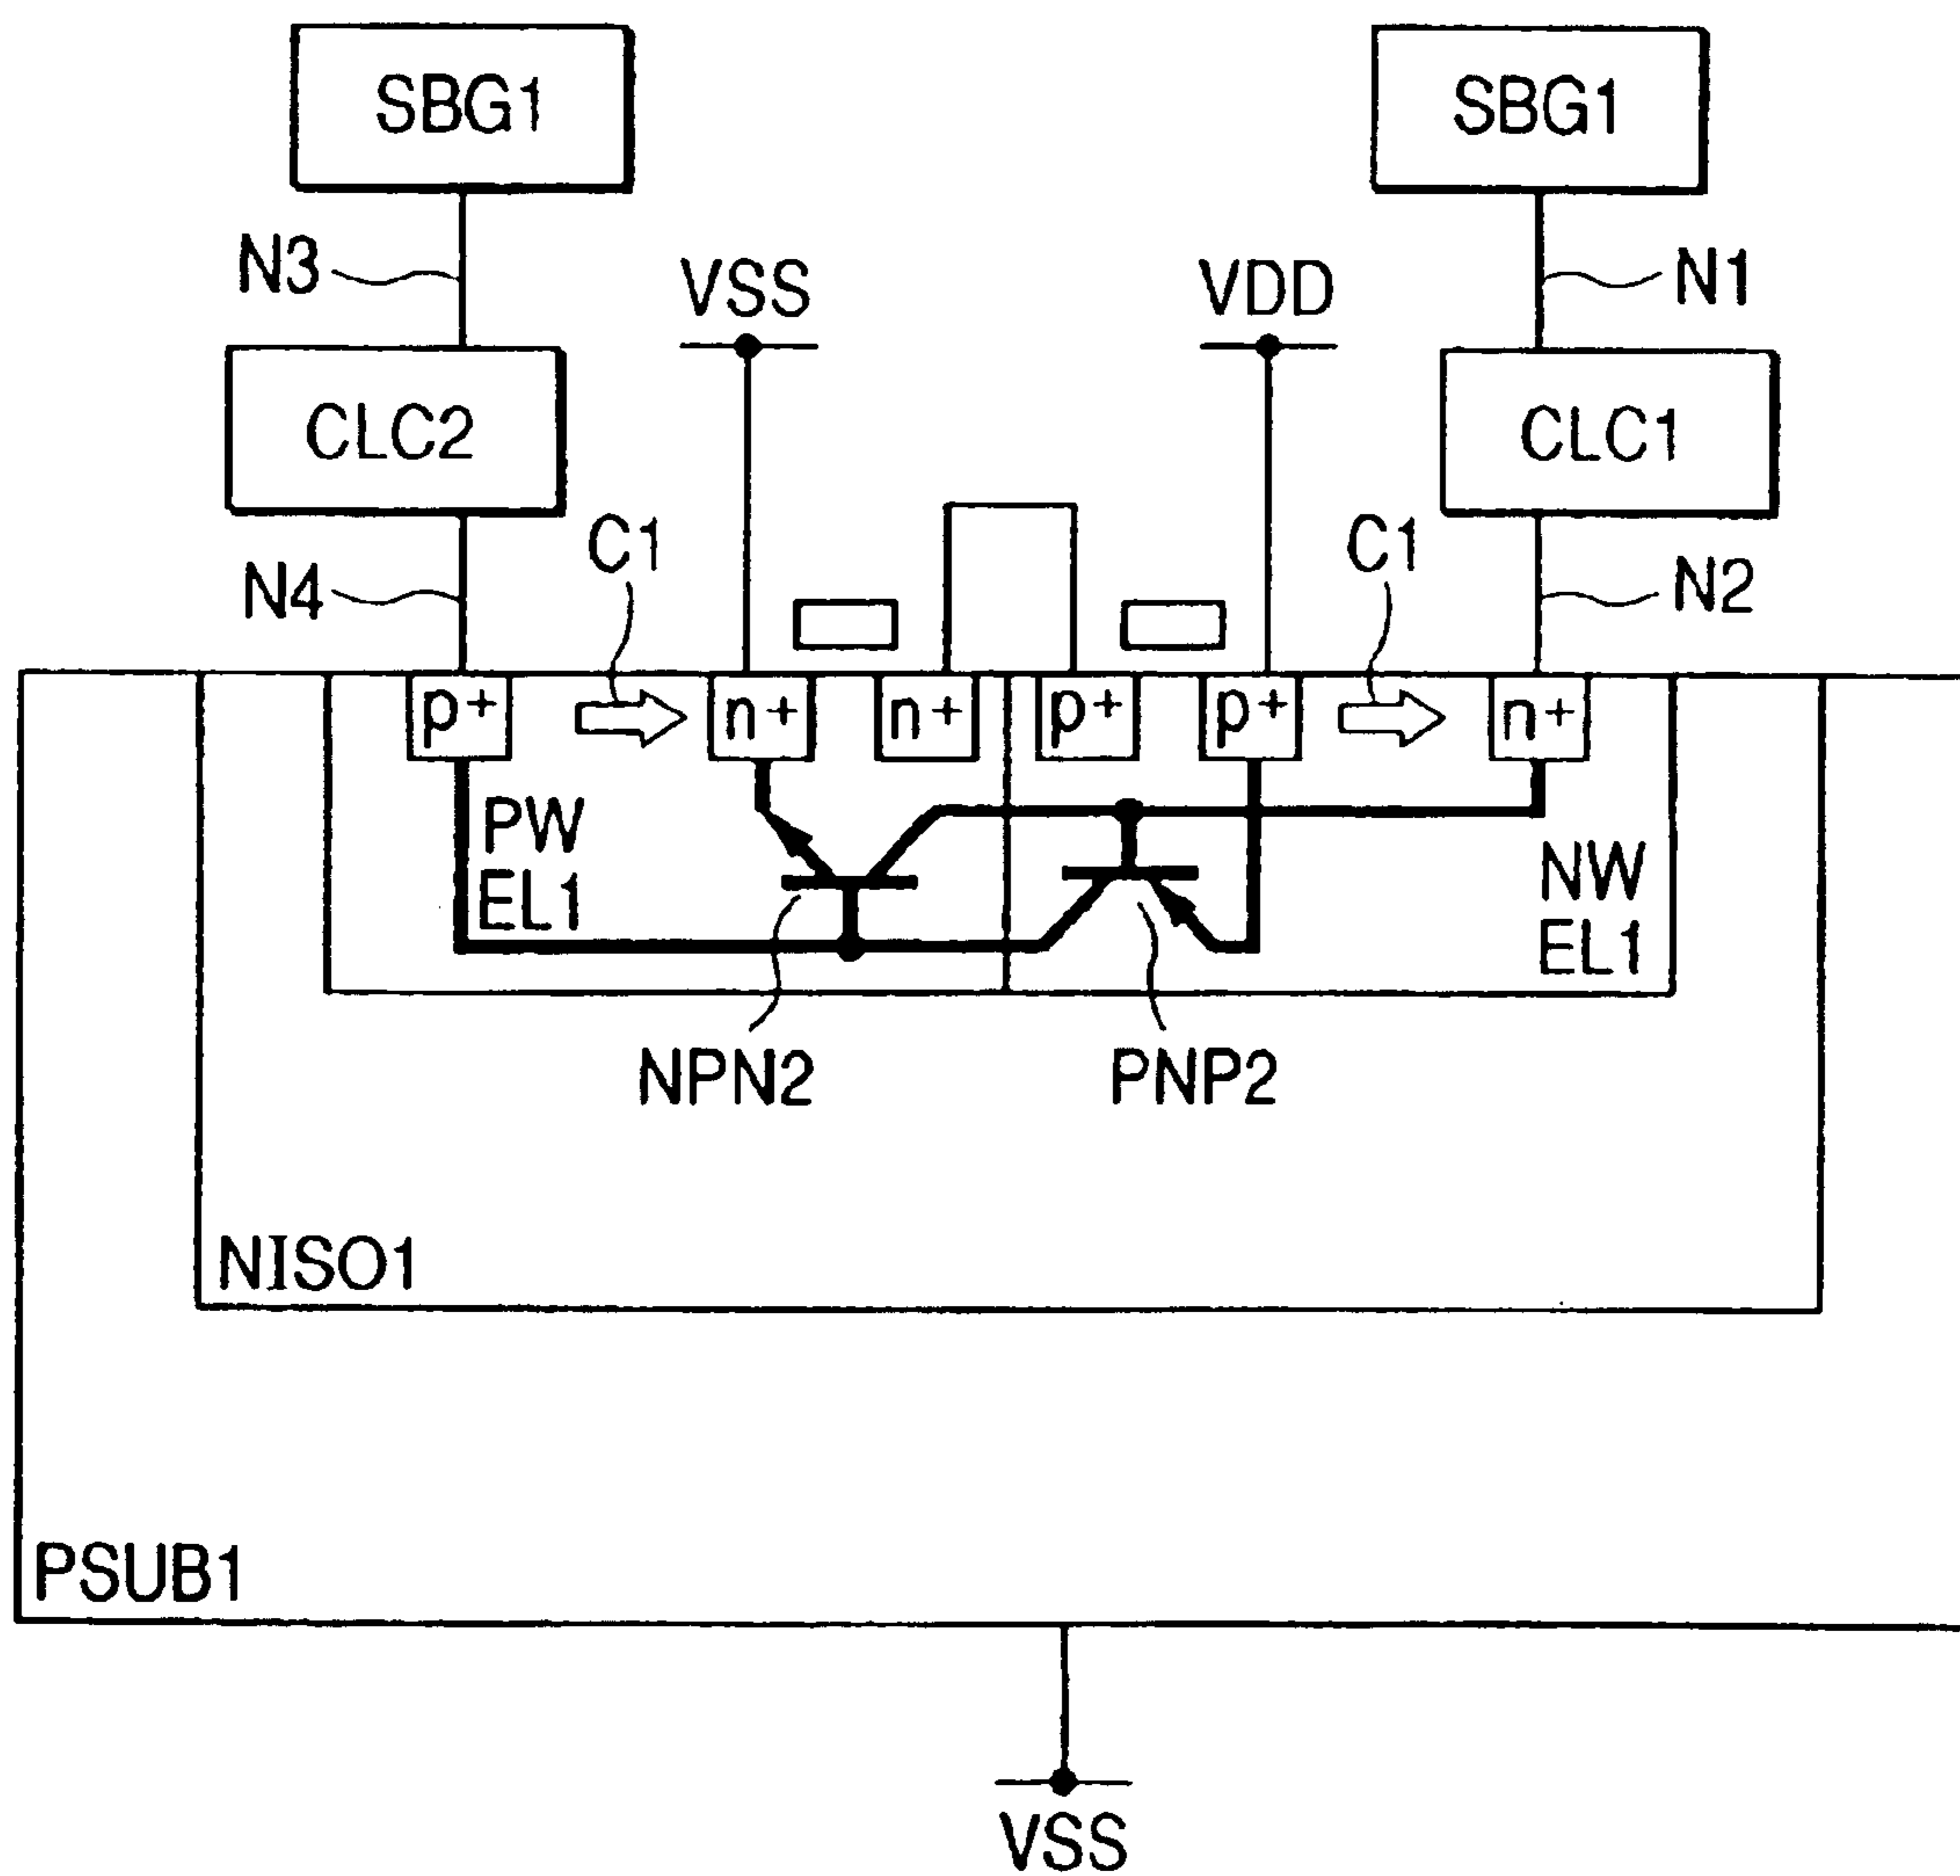 SBG1
SBG1
N3
N1
VSS
VDD
CLC2
CLC1
C1
C1
N4
N2
p+
n+
n+
p+
p+
n+
PW
EL1
NW
EL1
NPN2
PNP2
NISO1
PSUB1
VSS